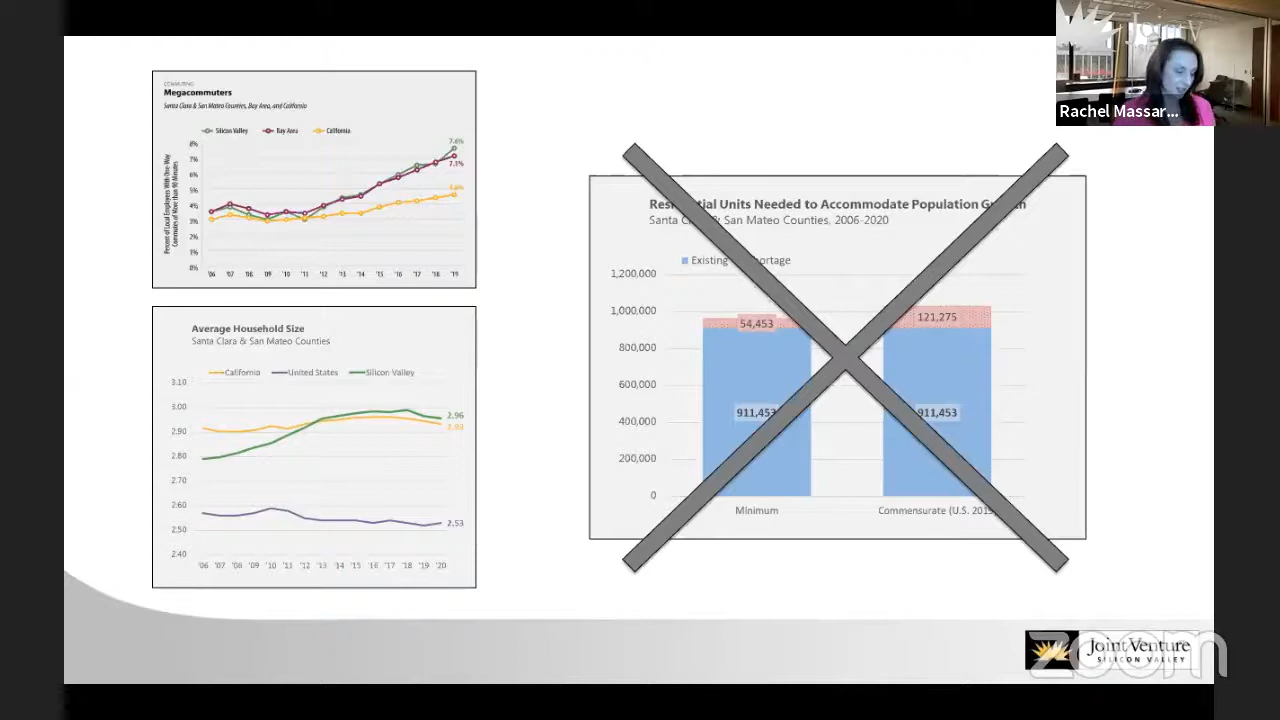 Rachel Massar...
COMMUTING
Megacommuters
Santa Clara & San Mateo Counties, Bay Area, and California
Silicon Valley Bay Area California
Percent of Local Employees With One-Way
Commutes of More than 90 Minutes
8%
7%
6%
5%
4%
3%
2%
1%
0%
7.6%
7.1%
4.6%
'06 '07 '08 '09 '10 '11 '12 '13 '14 '15 '16 '17 '18 '19
Average Household Size
Santa Clara & San Mateo Counties
California United States Silicon Valley
3.10
3.00
2.90
2.80
2.70
2.60
2.50
2.40
2.96
2.93
2.53
'06 '07 '08 '09 '10 '11 '12 '13 '14 '15 '16 '17 '18 '19 '20
Units Needed to Accommodate Population
Santa & San Mateo Counties, 2006-2020
Existing Shortage
1,200,000
1,000,000
800,000
600,000
400,000
200,000
0
54,453
121,275
911,453
911,453
Minimum
Commensurate (U.S. 2015
Joint Venture
SILICON VALLEY
zoom